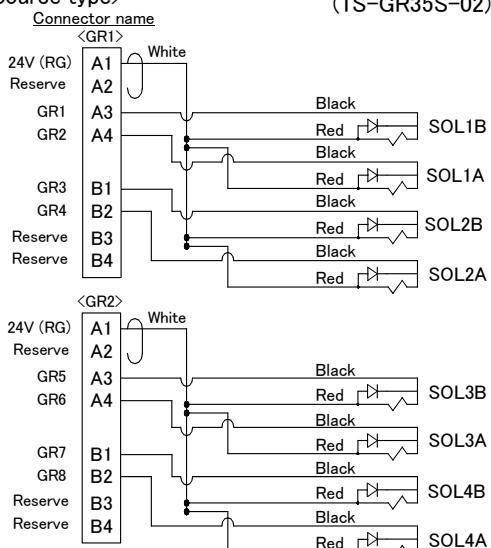 source type>
(TS-GR35S-02)
Connector name
<GR1>
White
24V (RG) A1
Reserve A2
GR1 A3
GR2 A4
GR3 B1
GR4 B2
Reserve B3
Reserve B4
Black
Red SOL1B
Black
Red SOL1A
Black
Red SOL2B
Black
Red SOL2A
<GR2>
White
24V (RG) A1
Reserve A2
GR5 A3
GR6 A4
GR7 B1
GR8 B2
Reserve B3
Reserve B4
Black
Red SOL3B
Black
Red SOL3A
Black
Red SOL4B
Black
Red SOL4A